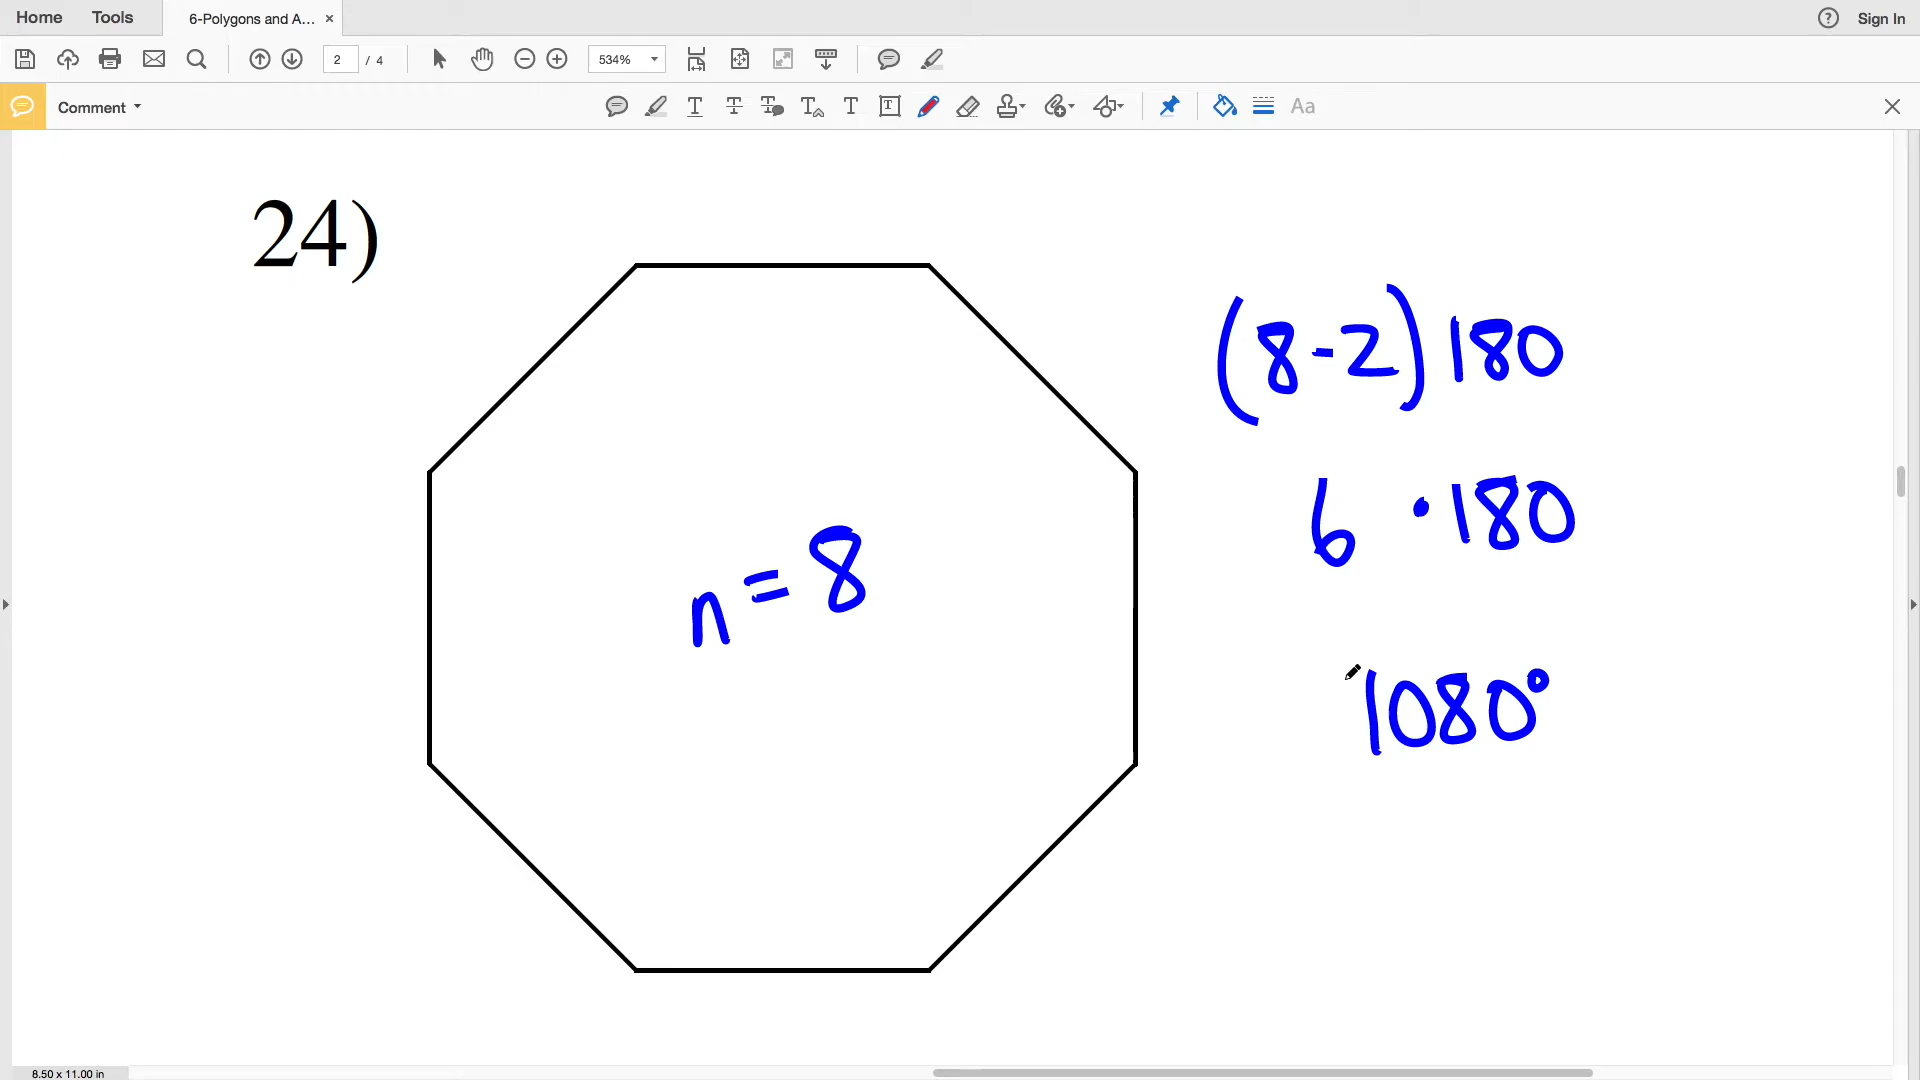 Home Tools 6-Polygons and A... × ? Sign In
2 / 4 534%
Comment Aa
24)
(8-2)180
6 · 180
n = 8
1080°
8.50 x 11.00 in